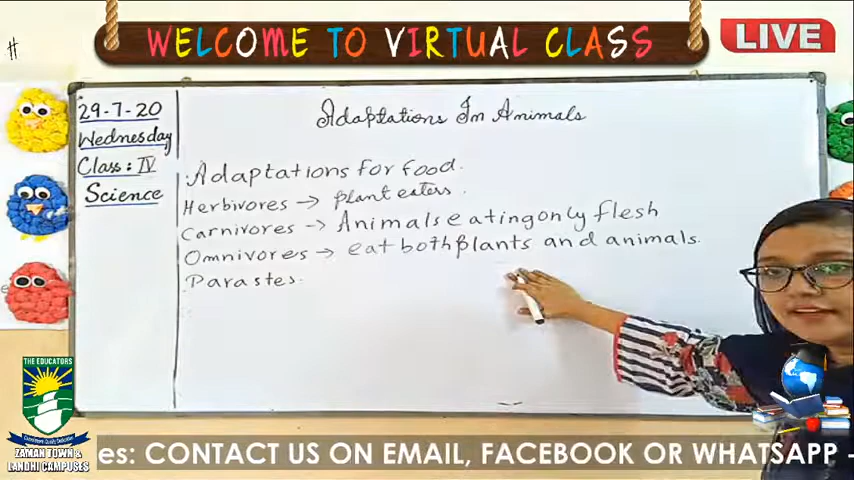 #
WELCOME TO VIRTUAL CLASS
LIVE
29-7-20
Wednesday
Class: IV
Science
Adaptations In Animals
Adaptations for food.
Herbivores → plant eaters.
Carnivores → Animals eating only flesh
Omnivores → eat both plants and animals.
Parastes.
THE EDUCATORS
ZAMAN TOWN &
LANDHI CAMPUSES
es: CONTACT US ON EMAIL, FACEBOOK OR WHATSAPP -